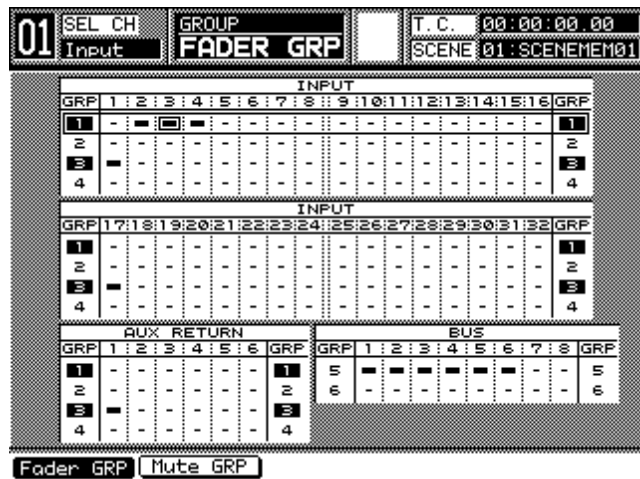 01 SEL CH GROUP T.C. 00:00:00.00
Input FADER GRP SCENE 01:SCENEMEM01
INPUT
GRP 1 2 3 4 5 6 7 8 9 10 11 12 13 14 15 16 GRP
1 - - - - - - - - - - - - - - - - 1
2 - - - - - - - - - - - - - - - - 2
3 - - - - - - - - - - - - - - - - 3
4 - - - - - - - - - - - - - - - - 4
INPUT
GRP 17 18 19 20 21 22 23 24 25 26 27 28 29 30 31 32 GRP
1 - - - - - - - - - - - - - - - - 1
2 - - - - - - - - - - - - - - - - 2
3 - - - - - - - - - - - - - - - - 3
4 - - - - - - - - - - - - - - - - 4
AUX RETURN BUS
GRP 1 2 3 4 5 6 GRP GRP 1 2 3 4 5 6 7 8 GRP
1 - - - - - - 1 5 - - - - - - - - 5
2 - - - - - - 2 6 - - - - - - - - 6
3 - - - - - - 3
4 - - - - - - 4
Fader GRP Mute GRP